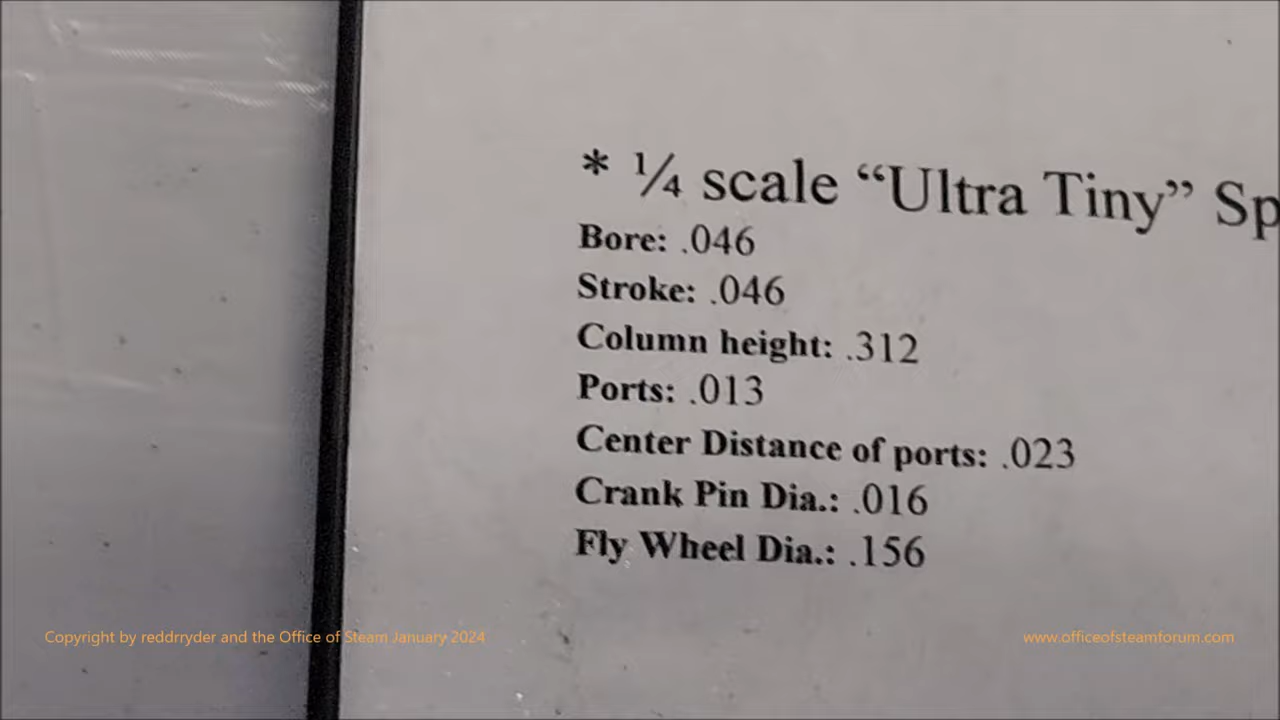 * ¼ scale “Ultra Tiny” Sp
Bore: .046
Stroke: .046
Column height: .312
Ports: .013
Center Distance of ports: .023
Crank Pin Dia.: .016
Fly Wheel Dia.: .156
Copyright by reddrryder and the Office of Steam January 2024
www.officeofsteamforum.com